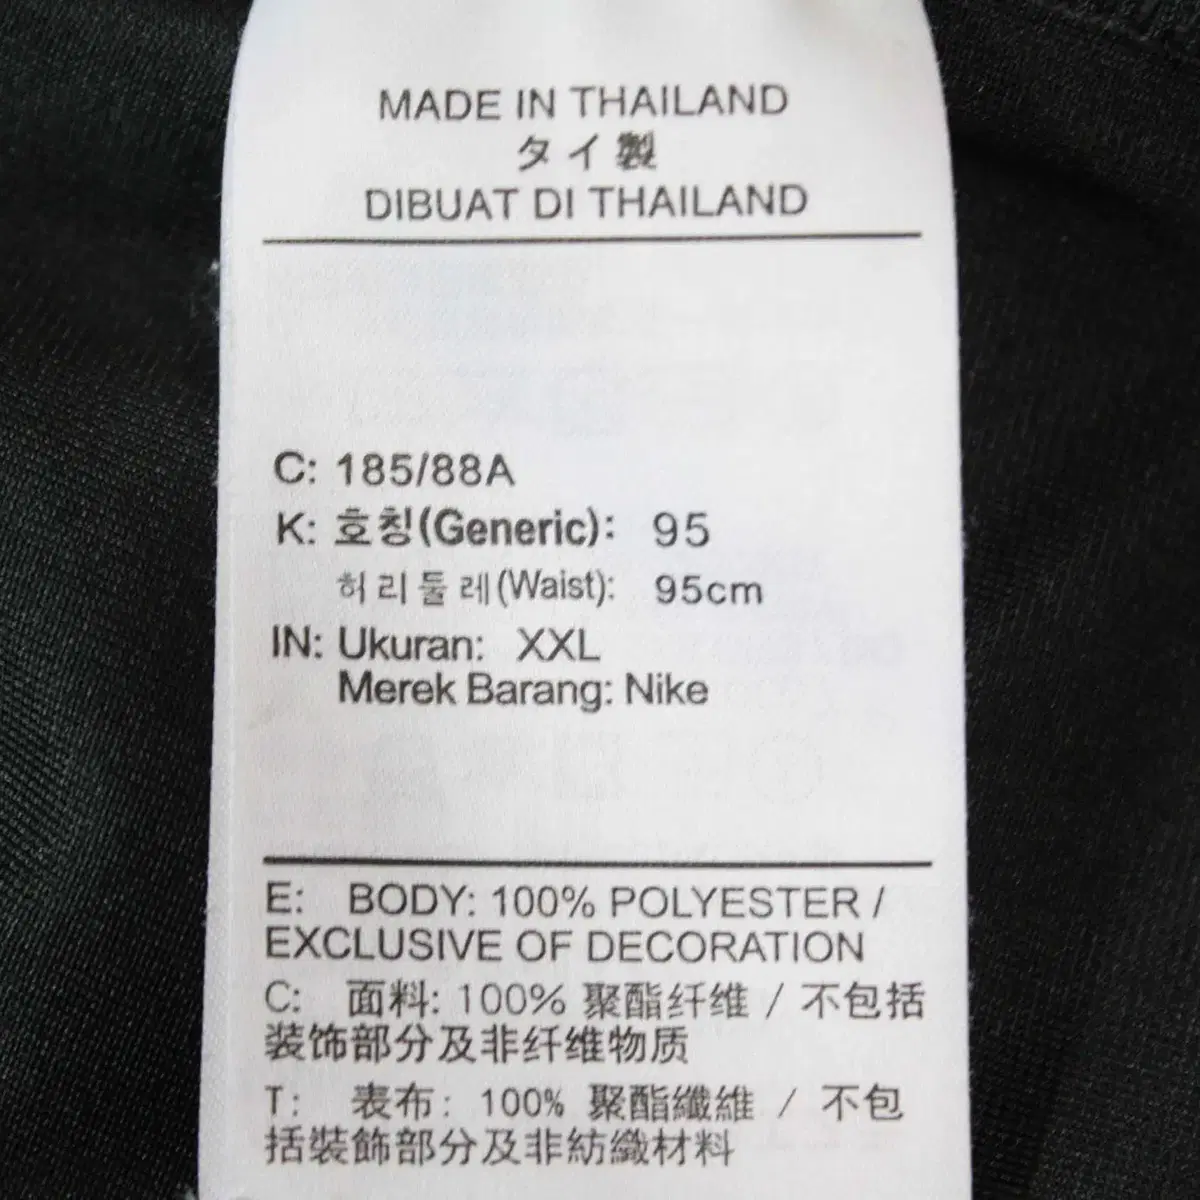 MADE IN THAILAND
タイ製
DIBUAT DI THAILAND
C: 185/88A
K: 호칭(Generic): 95
허리둘레(Waist): 95cm
IN: Ukuran: XXL
Merek Barang: Nike
E: BODY: 100% POLYESTER /
EXCLUSIVE OF DECORATION
C: 面料: 100% 聚酯纤维 / 不包括
装饰部分及非纤维物质
T: 表布: 100% 聚酯纖維 / 不包
括裝飾部分及非紡織材料